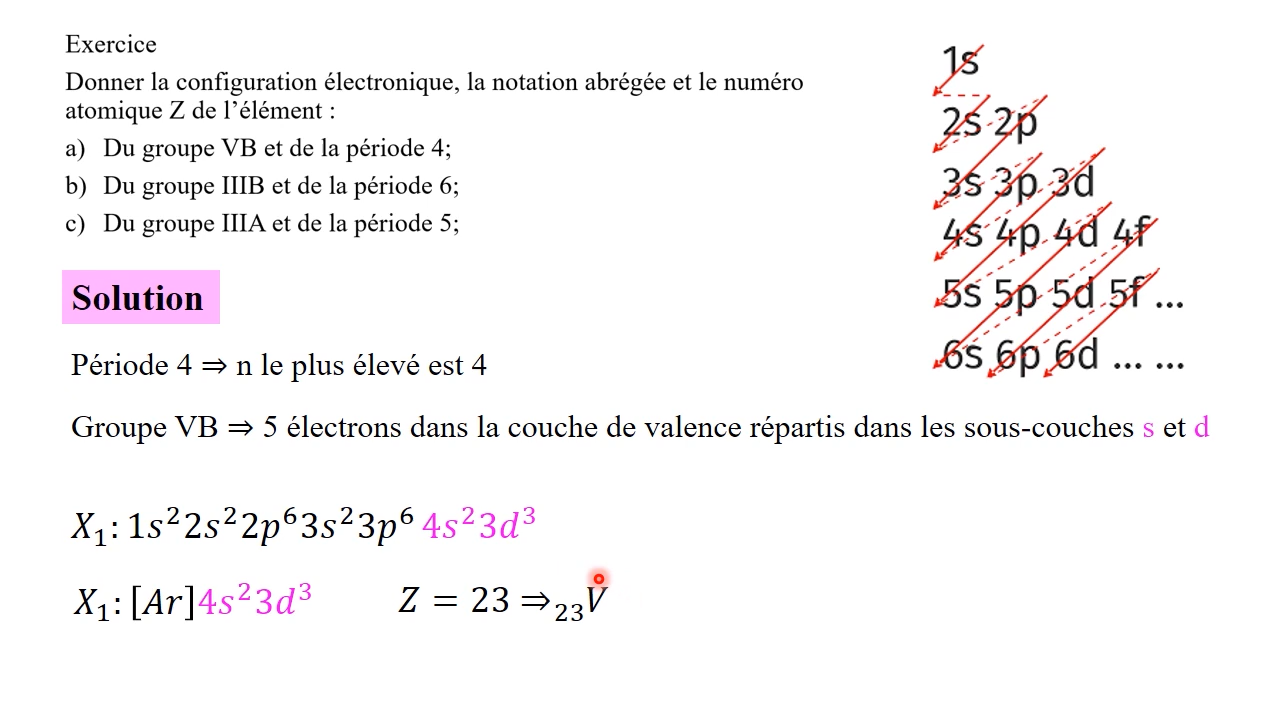 Exercice
Donner la configuration électronique, la notation abrégée et le numéro
atomique Z de l’élément :
a) Du groupe VB et de la période 4;
b) Du groupe IIIB et de la période 6;
c) Du groupe IIIA et de la période 5;
1s
2s 2p
3s 3p 3d
4s 4p 4d 4f
5s 5p 5d 5f ...
6s 6p 6d ... ...
Solution
Période 4 ⇒ n le plus élevé est 4
Groupe VB ⇒ 5 électrons dans la couche de valence répartis dans les sous-couches s et d
X₁: 1s²2s²2p⁶3s²3p⁶ 4s²3d³
X₁: [Ar]4s²3d³ Z = 23 ⇒ ₂₃V